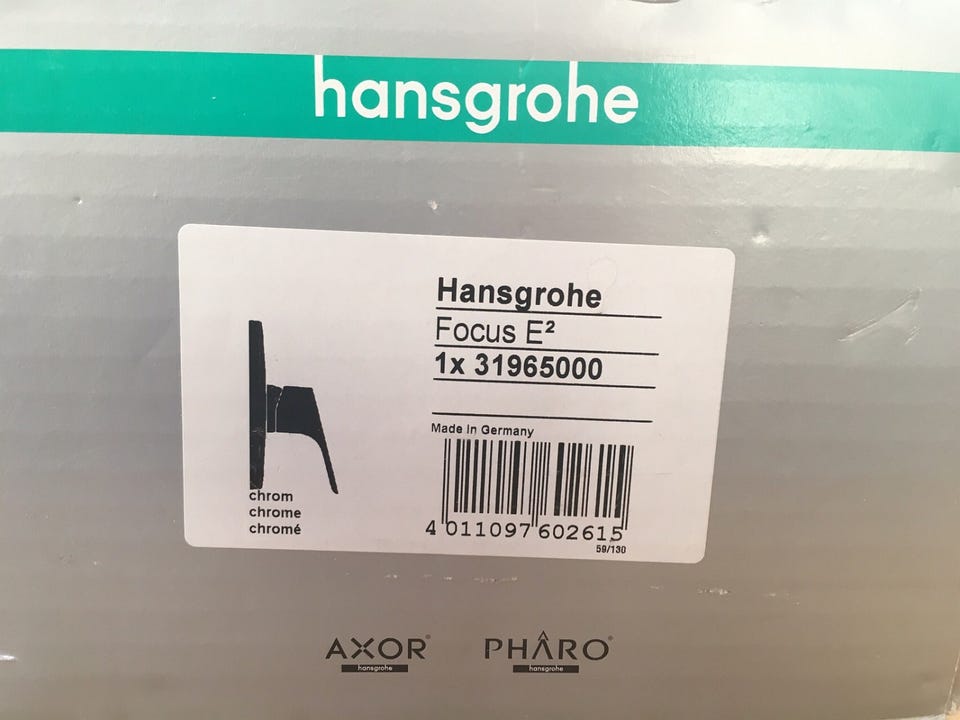 hansgrohe
Hansgrohe
Focus E²
1x 31965000
Made in Germany
chrom
chrome
chromé
4 011097 602615
59/130
AXOR®
hansgrohe
PHÂRO®
hansgrohe